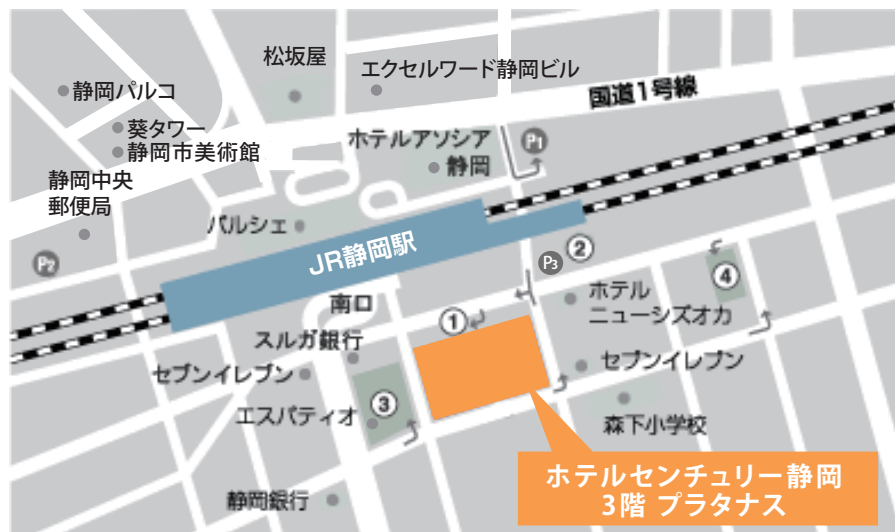 松坂屋
エクセルワード静岡ビル
国道1号線
静岡パルコ
葵タワー
静岡市美術館
ホテルアソシア
静岡
P1
静岡中央
郵便局
パルシェ
P2
JR静岡駅
P3
②
④
南口
ホテル
ニューシズオカ
①
スルガ銀行
セブンイレブン
セブンイレブン
エスパティオ
③
森下小学校
静岡銀行
ホテルセンチュリー静岡
3階 プラタナス